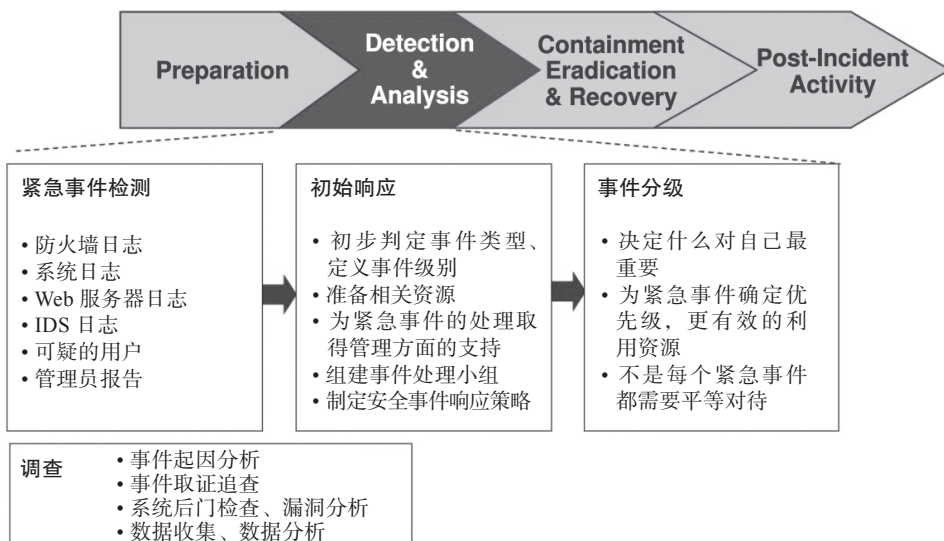 Preparation
Detection
&
Analysis
Containment
Eradication
& Recovery
Post-Incident
Activity
紧急事件检测
• 防火墙日志
• 系统日志
• Web 服务器日志
• IDS 日志
• 可疑的用户
• 管理员报告
初始响应
• 初步判定事件类型、
定义事件级别
• 准备相关资源
• 为紧急事件的处理取
得管理方面的支持
• 组建事件处理小组
• 制定安全事件响应策略
事件分级
• 决定什么对自己最
重要
• 为紧急事件确定优
先级，更有效的利
用资源
• 不是每个紧急事件
都需要平等对待
调查
• 事件起因分析
• 事件取证追查
• 系统后门检查、漏洞分析
• 数据收集、数据分析